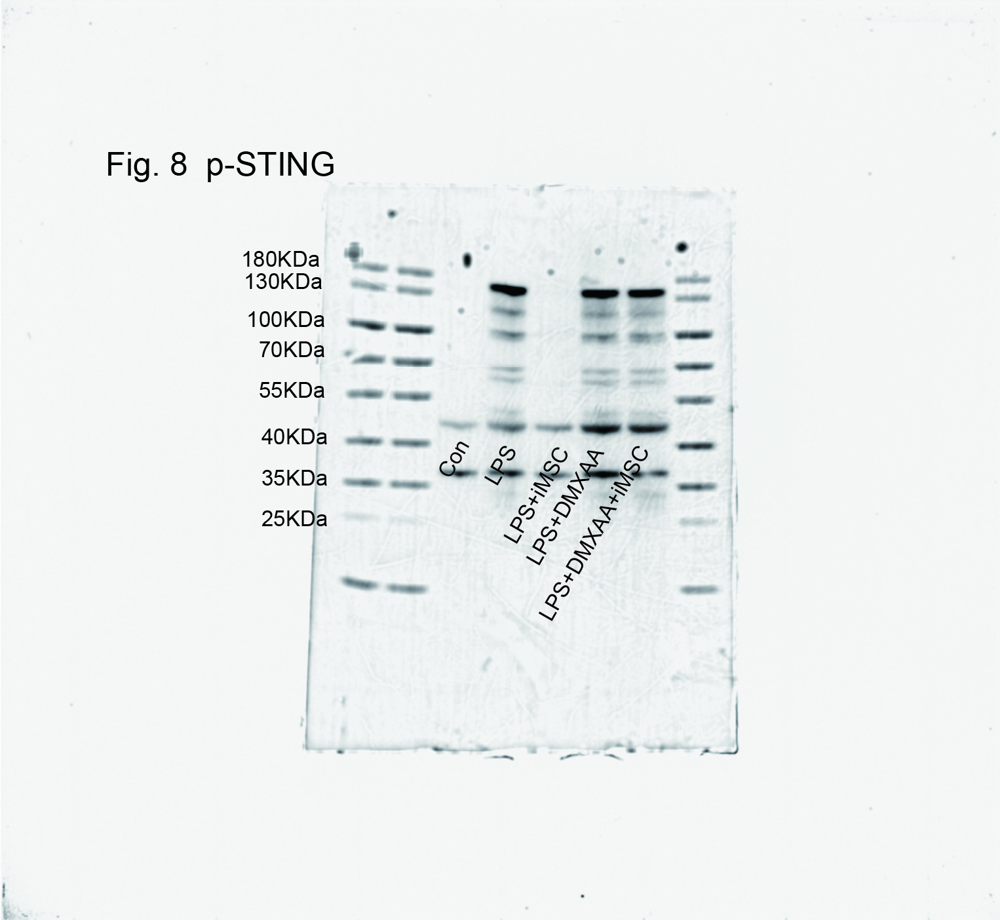 Fig. 8 p-STING
180KDa
130KDa
100KDa
70KDa
55KDa
40KDa
35KDa
25KDa
Con
LPS
LPS+iMSC
LPS+DMXAA
LPS+DMXAA+iMSC